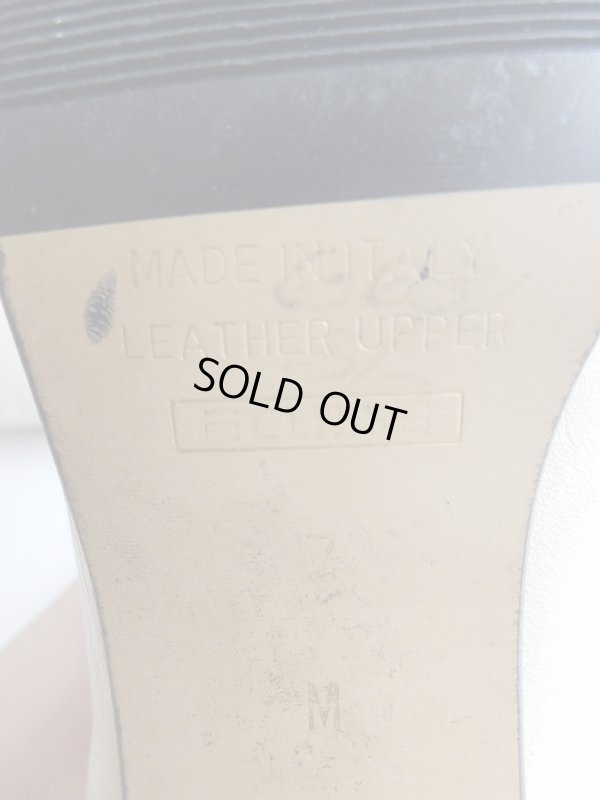 MADE IN ITALY
LEATHER UPPER
SOLD OUT
7
M